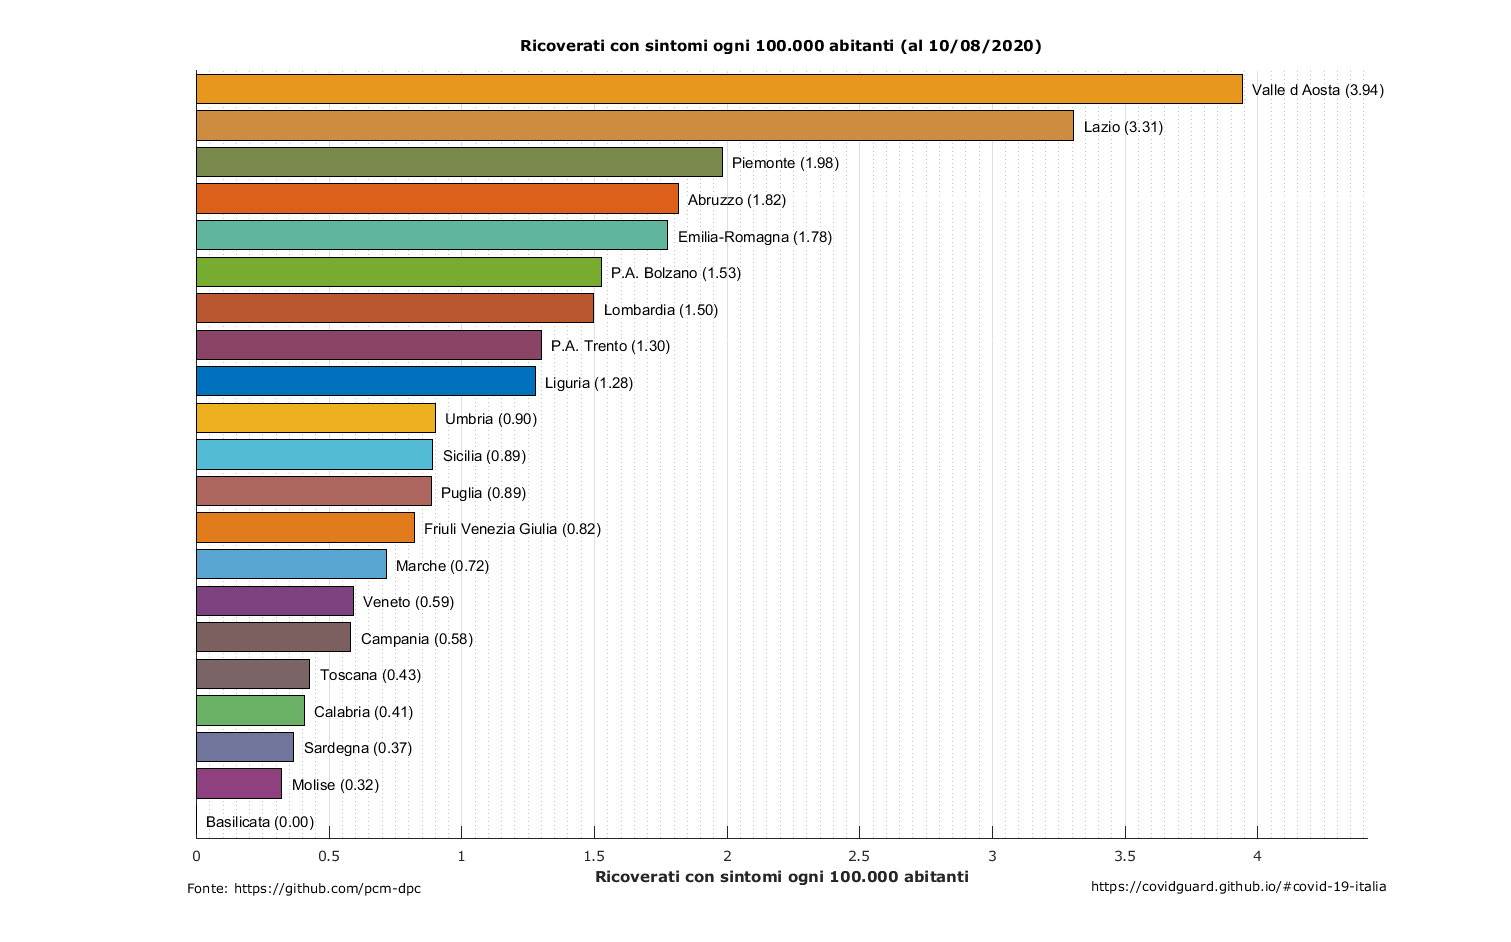 Ricoverati con sintomi ogni 100.000 abitanti (al 10/08/2020)
Valle d Aosta (3.94)
Lazio (3.31)
Piemonte (1.98)
Abruzzo (1.82)
Emilia-Romagna (1.78)
P.A. Bolzano (1.53)
Lombardia (1.50)
P.A. Trento (1.30)
Liguria (1.28)
Umbria (0.90)
Sicilia (0.89)
Puglia (0.89)
Friuli Venezia Giulia (0.82)
Marche (0.72)
Veneto (0.59)
Campania (0.58)
Toscana (0.43)
Calabria (0.41)
Sardegna (0.37)
Molise (0.32)
Basilicata (0.00)
0 0.5 1 1.5 2 2.5 3 3.5 4
Ricoverati con sintomi ogni 100.000 abitanti
Fonte: https://github.com/pcm-dpc
https://covidguard.github.io/#covid-19-italia